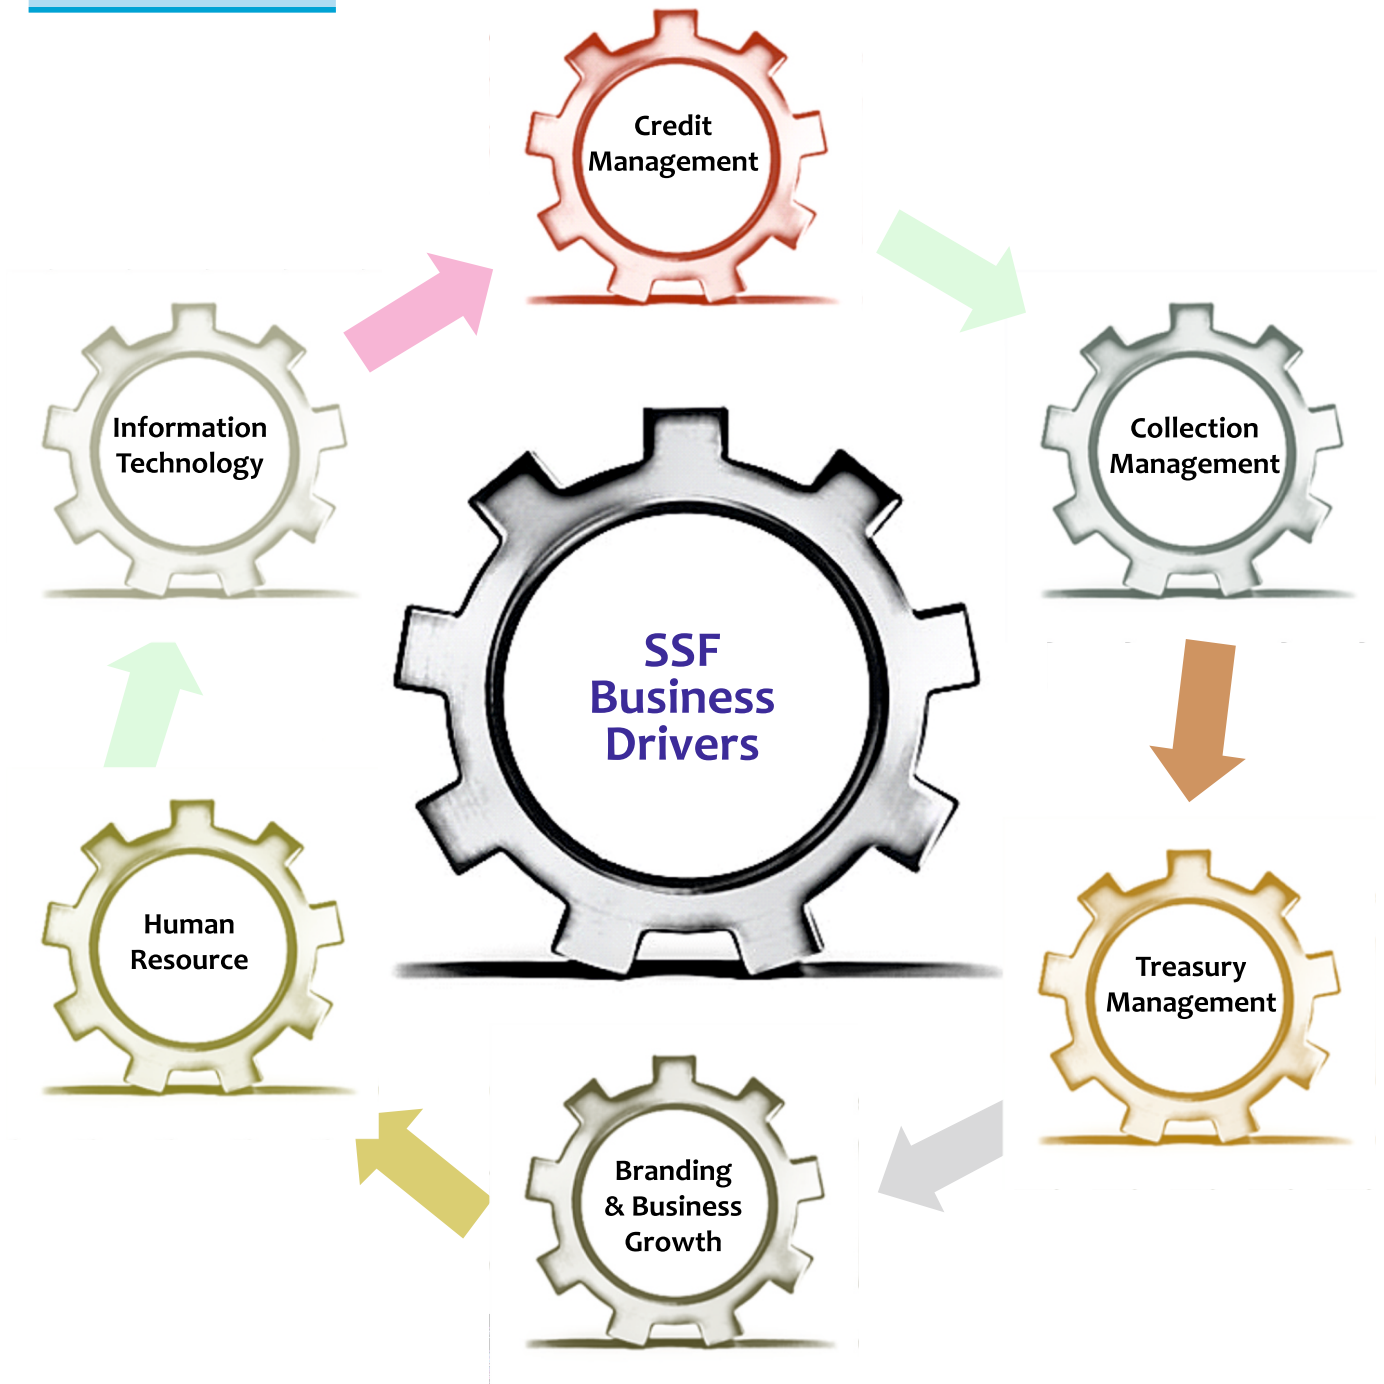 Credit
Management
Information
Technology
Collection
Management
SSF
Business
Drivers
Human
Resource
Treasury
Management
Branding
& Business
Growth